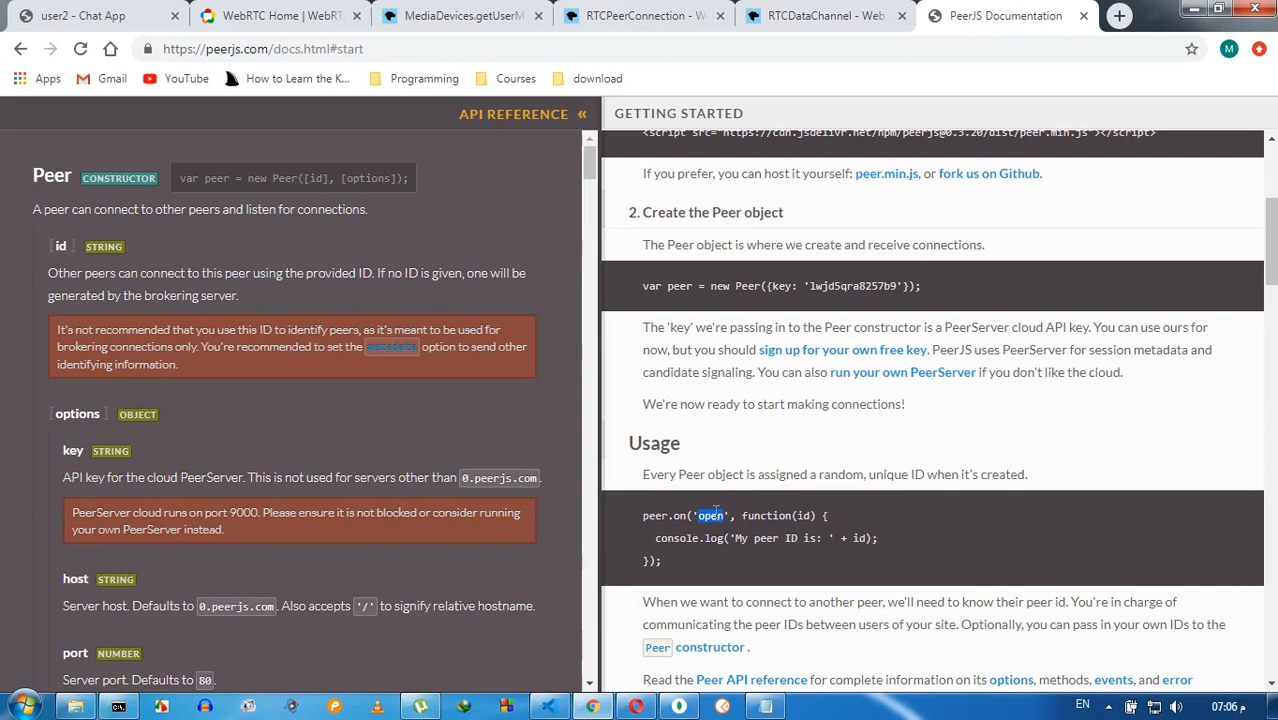 user2 - Chat App
WebRTC Home | WebRT
MediaDevices.getUserM
RTCPeerConnection - W
RTCDataChannel - Web
PeerJS Documentation
https://peerjs.com/docs.html#start
M
Apps
Gmail
YouTube
How to Learn the K...
Programming
Courses
download
API REFERENCE «
Peer CONSTRUCTOR var peer = new Peer([id], [options]);
A peer can connect to other peers and listen for connections.
[id] STRING
Other peers can connect to this peer using the provided ID. If no ID is given, one will be
generated by the brokering server.
It's not recommended that you use this ID to identify peers, as it's meant to be used for
brokering connections only. You're recommended to set the metadata option to send other
identifying information.
[options] OBJECT
key STRING
API key for the cloud PeerServer. This is not used for servers other than 0.peerjs.com.
PeerServer cloud runs on port 9000. Please ensure it is not blocked or consider running
your own PeerServer instead.
host STRING
Server host. Defaults to 0.peerjs.com. Also accepts '/' to signify relative hostname.
port NUMBER
Server port. Defaults to 80.
GETTING STARTED
<script src="https://cdn.jsdelivr.net/npm/peerjs@0.3.20/dist/peer.min.js"></script>
If you prefer, you can host it yourself: peer.min.js, or fork us on Github.
2. Create the Peer object
The Peer object is where we create and receive connections.
var peer = new Peer({key: 'lwjd5qra8257b9'});
The 'key' we're passing in to the Peer constructor is a PeerServer cloud API key. You can use ours for
now, but you should sign up for your own free key. PeerJS uses PeerServer for session metadata and
candidate signaling. You can also run your own PeerServer if you don't like the cloud.
We're now ready to start making connections!
Usage
Every Peer object is assigned a random, unique ID when it's created.
peer.on('open', function(id) {
console.log('My peer ID is: ' + id);
});
When we want to connect to another peer, we'll need to know their peer id. You're in charge of
communicating the peer IDs between users of your site. Optionally, you can pass in your own IDs to the
Peer constructor .
Read the Peer API reference for complete information on its options, methods, events, and error
EN
07:06 م